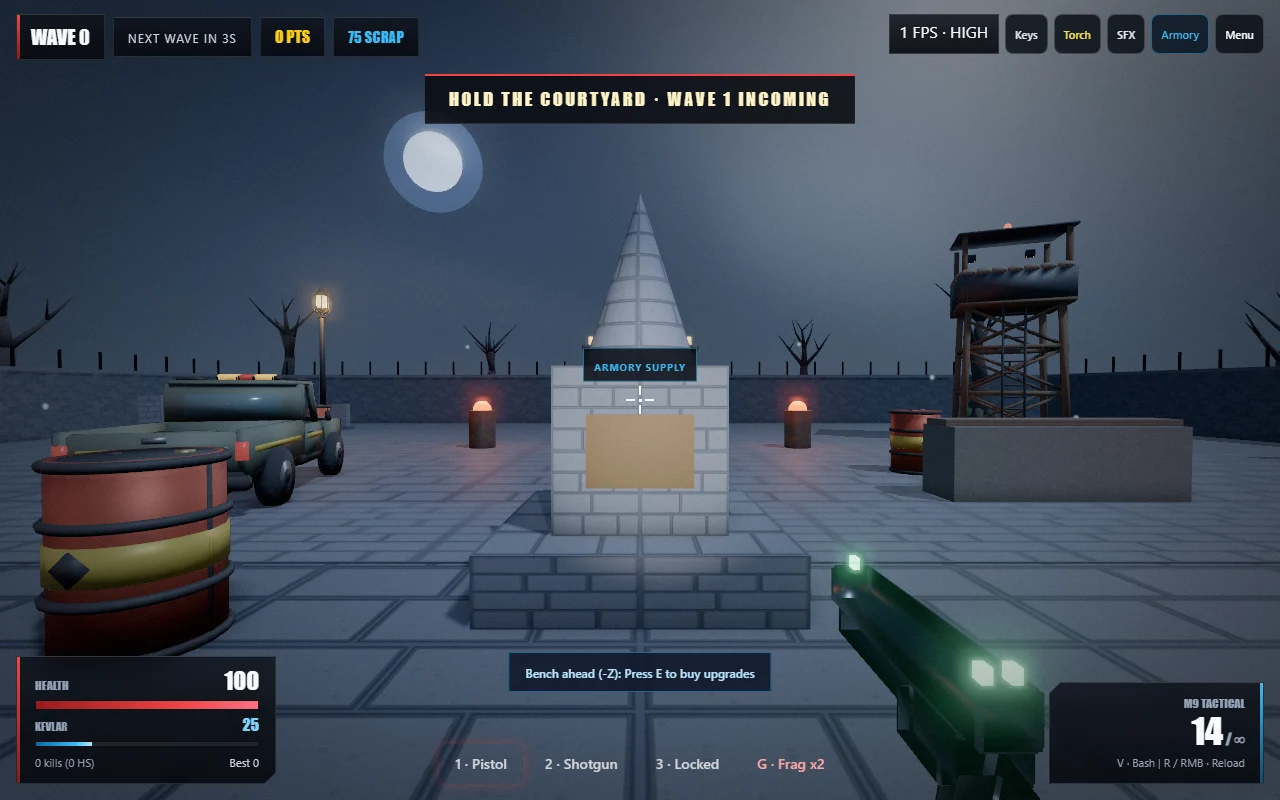 WAVE 0
NEXT WAVE IN 3S
0 PTS
75 SCRAP
1 FPS · HIGH
Keys
Torch
SFX
Armory
Menu
HOLD THE COURTYARD · WAVE 1 INCOMING
ARMORY SUPPLY
Bench ahead (-Z): Press E to buy upgrades
HEALTH 100
KEVLAR 25
0 kills (0 HS) Best 0
1 · Pistol
2 · Shotgun
3 · Locked
G · Frag x2
M9 TACTICAL
14 / ∞
V · Bash | R / RMB · Reload